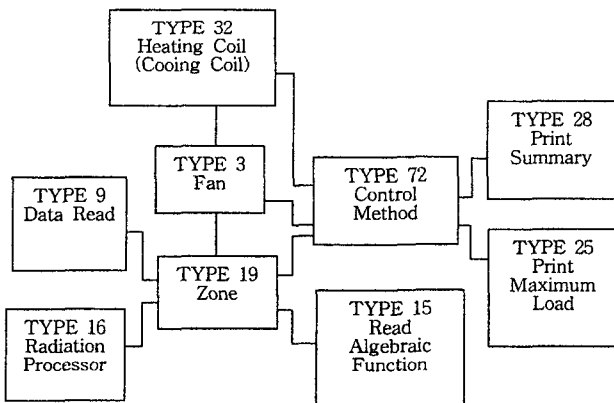 TYPE 32
Heating Coil
(Cooing Coil)
TYPE 3
Fan
TYPE 72
Control
Method
TYPE 28
Print
Summary
TYPE 9
Data Read
TYPE 19
Zone
TYPE 25
Print
Maximum
Load
TYPE 16
Radiation
Processor
TYPE 15
Read
Algebraic
Function